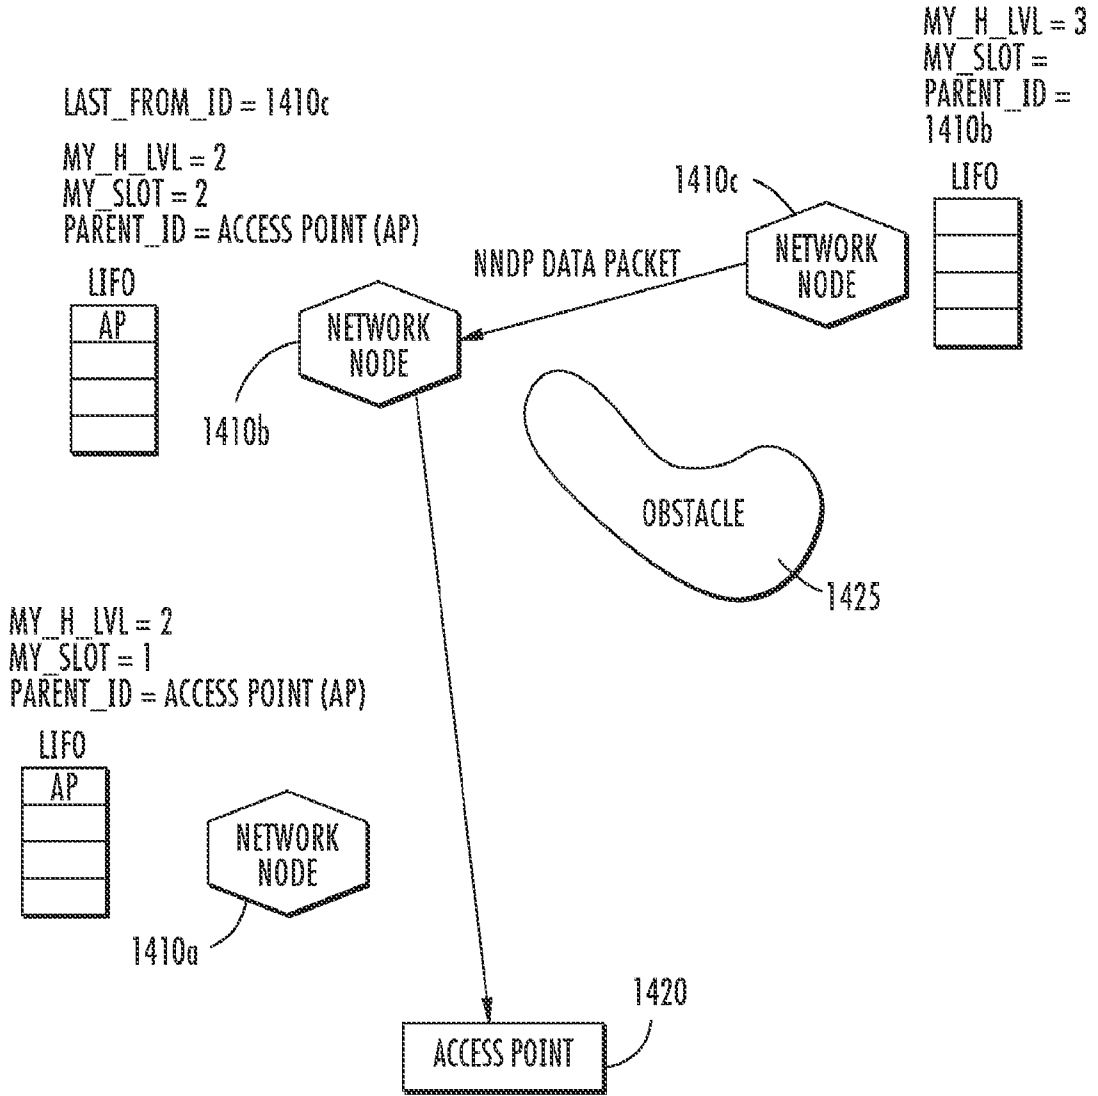 MY_H_LVL = 3
MY_SLOT =
PARENT_ID =
1410b
LIFO
LAST_FROM_ID = 1410c
MY_H_LVL = 2
MY_SLOT = 2
PARENT_ID = ACCESS POINT (AP)
LIFO
AP
1410c
NETWORK
NODE
NNDP DATA PACKET
NETWORK
NODE
1410b
OBSTACLE
1425
MY_H_LVL = 2
MY_SLOT = 1
PARENT_ID = ACCESS POINT (AP)
LIFO
AP
NETWORK
NODE
1410a
1420
ACCESS POINT